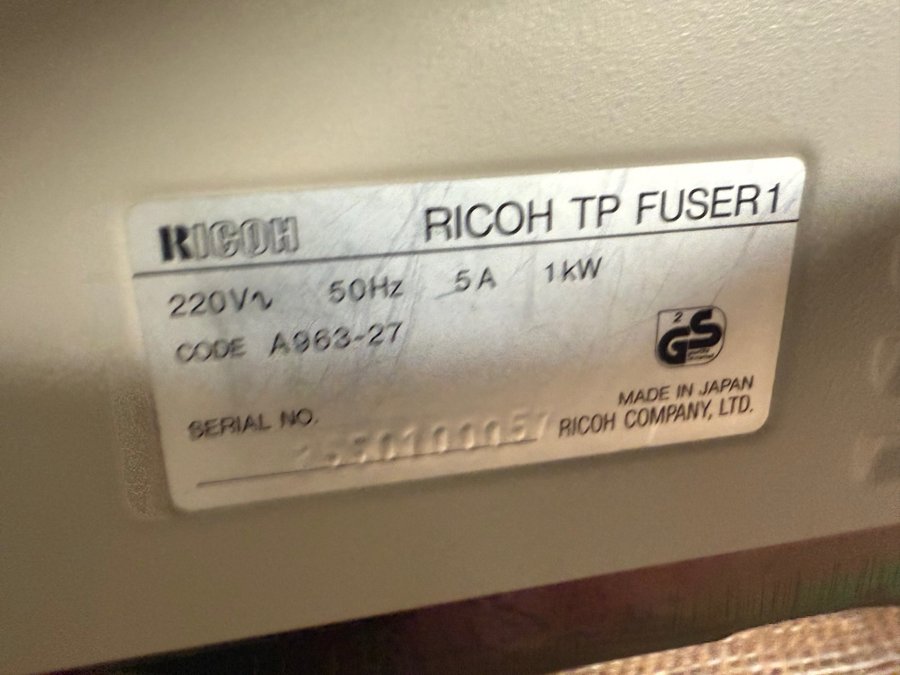 RICOH RICOH TP FUSER1
220V∿ 50Hz 5A 1kW
CODE A963-27
2 GS
SERIAL NO.
MADE IN JAPAN
RICOH COMPANY, LTD.